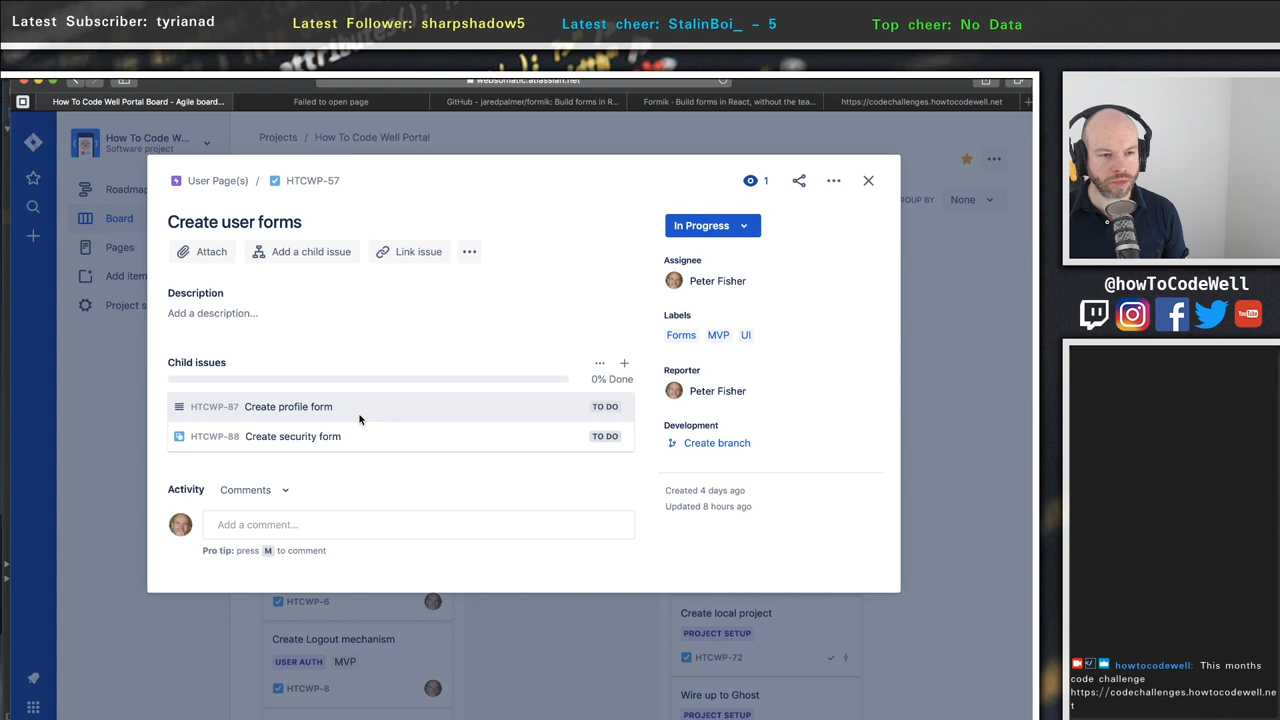 Latest Subscriber: tyrianad
Latest Follower: sharpshadow5
Latest cheer: StalinBoi_ - 5
Top cheer: No Data
attributes(
websomatic.atlassian.net
How To Code Well Portal Board - Agile board...
Failed to open page
GitHub - jaredpalmer/formik: Build forms in R...
Formik · Build forms in React, without the tea...
https://codechallenges.howtocodewell.net
How To Code W...
Software project
Projects / How To Code Well Portal
Roadmap
Board
Pages
Add item
Project s
ROUP BY
None
User Page(s) / HTCWP-57
1
Create user forms
In Progress
Attach
Add a child issue
Link issue
Assignee
Peter Fisher
Description
Add a description...
Labels
Forms MVP UI
Child issues
0% Done
Reporter
Peter Fisher
HTCWP-87 Create profile form TO DO
HTCWP-88 Create security form TO DO
Development
Create branch
Activity Comments
Created 4 days ago
Updated 8 hours ago
Add a comment...
Pro tip: press M to comment
HTCWP-6
Create Logout mechanism
USER AUTH MVP
HTCWP-8
Create local project
PROJECT SETUP
HTCWP-72
Wire up to Ghost
PROJECT SETUP
@howToCodeWell
You Tube
howtocodewell: This months
code challenge
https://codechallenges.howtocodewell.ne
t